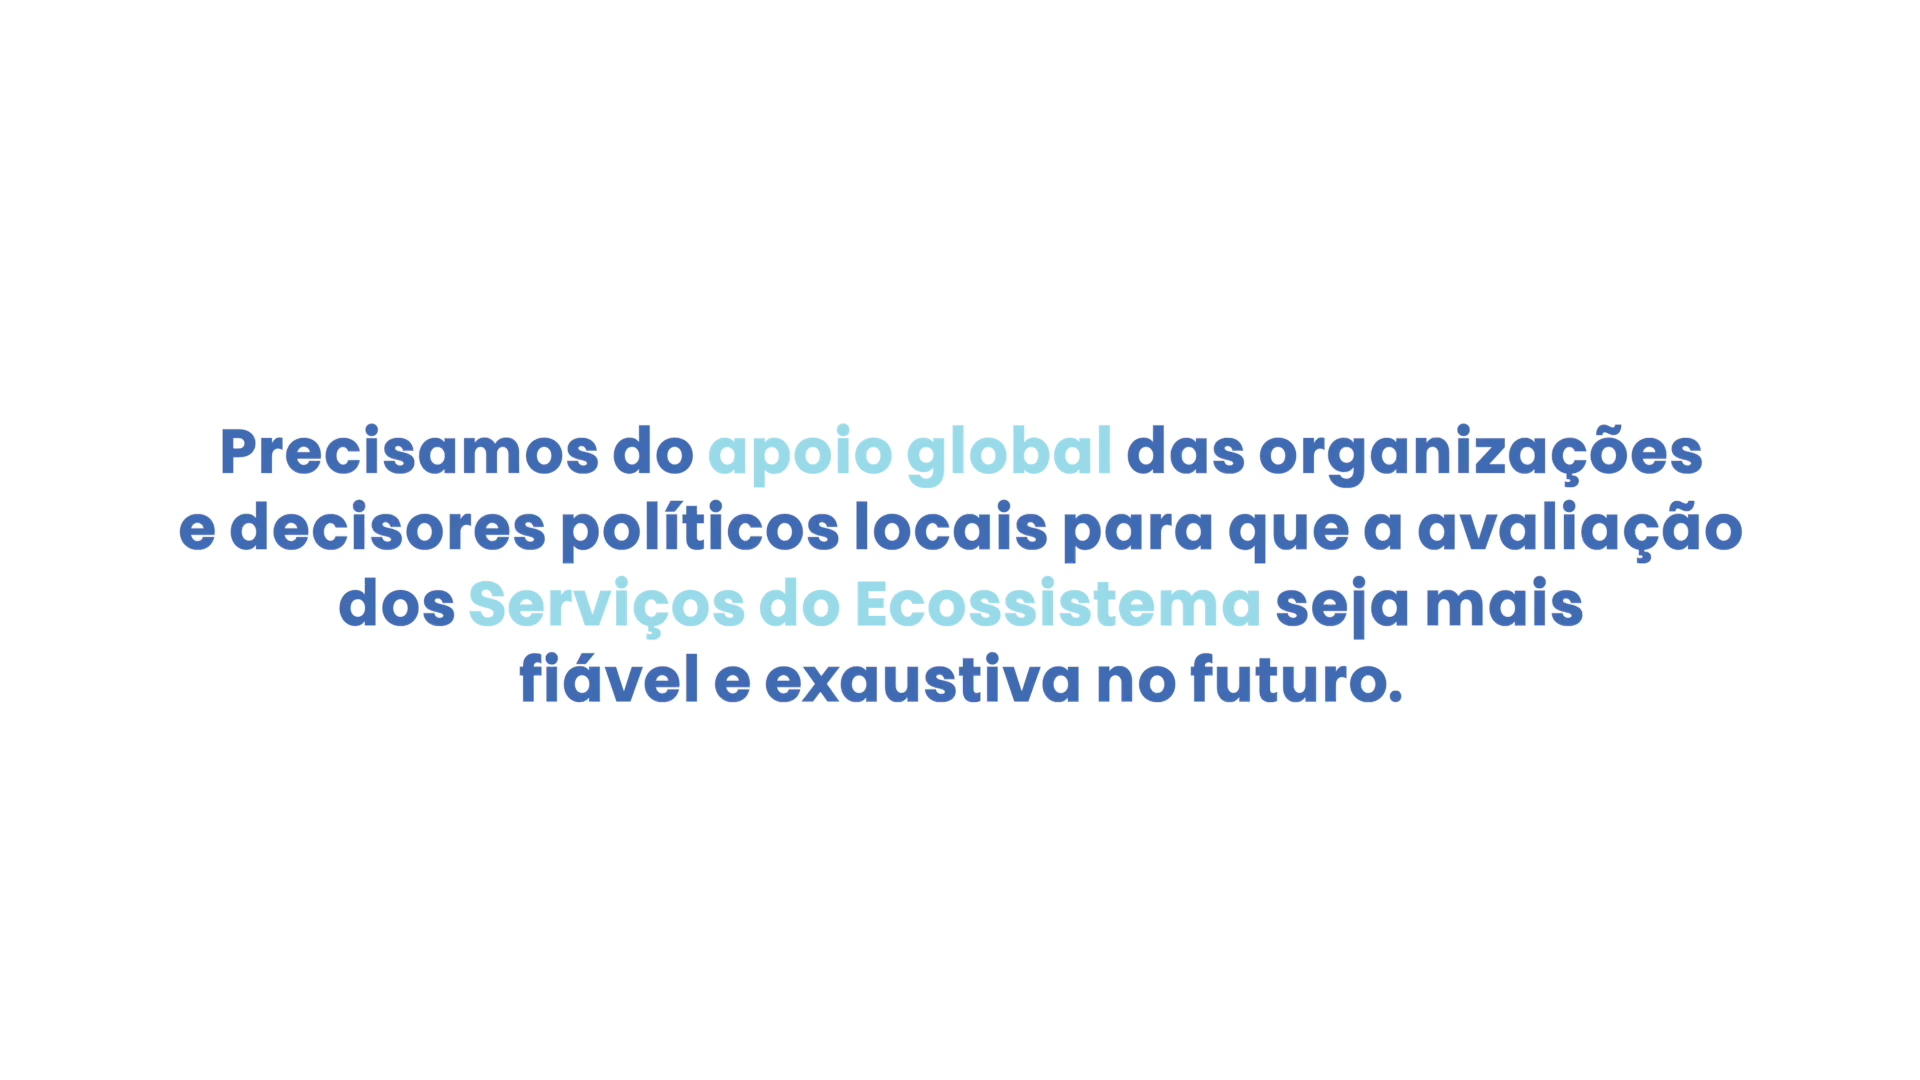 Precisamos do apoio global das organizações
e decisores políticos locais para que a avaliação
dos Serviços do Ecossistema seja mais
fiável e exaustiva no futuro.